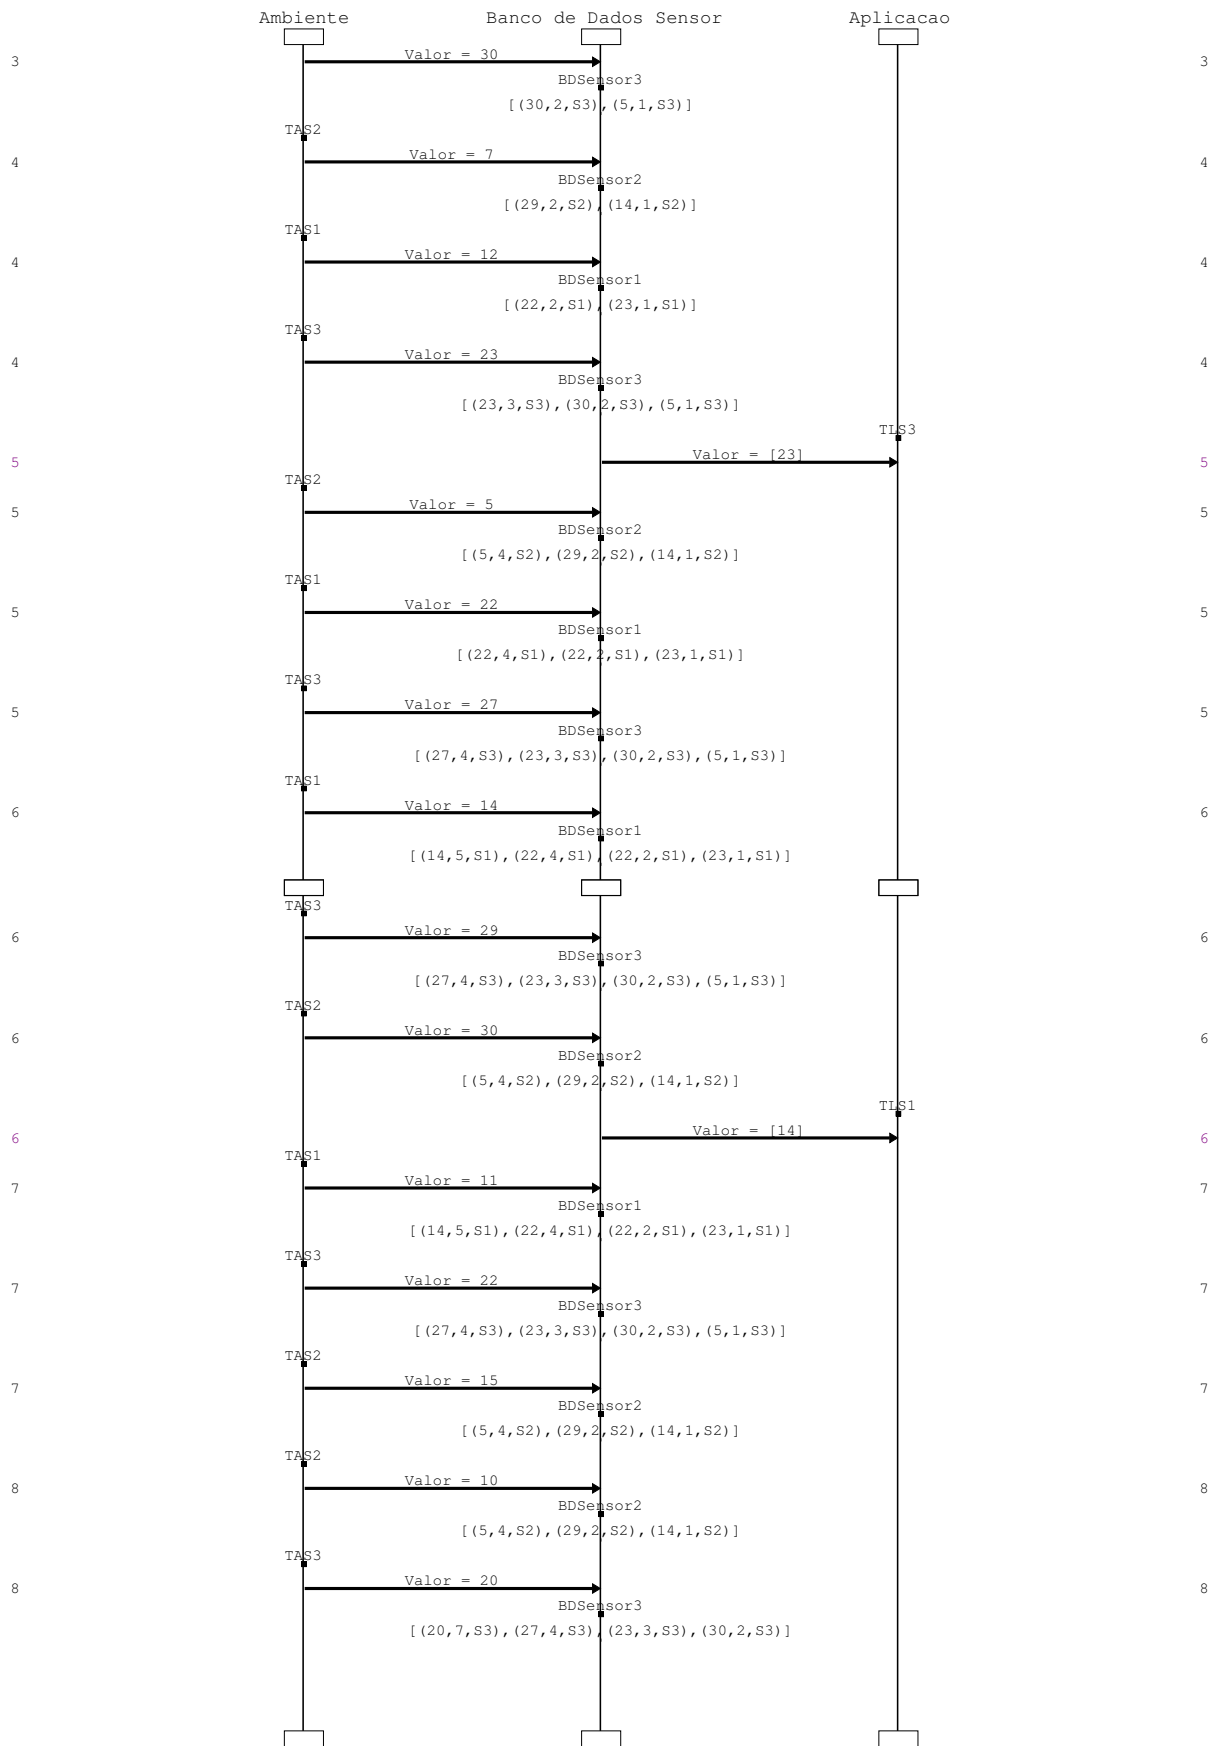 Ambiente Banco de Dados Sensor Aplicacao
3 Valor = 30 3
BDSensor3
[(30,2,S3),(5,1,S3)]
TAS2
4 Valor = 7 4
BDSensor2
[(29,2,S2),(14,1,S2)]
TAS1
4 Valor = 12 4
BDSensor1
[(22,2,S1),(23,1,S1)]
TAS3
4 Valor = 23 4
BDSensor3
[(23,3,S3),(30,2,S3),(5,1,S3)]
TLS3
5 Valor = [23] 5
TAS2
5 Valor = 5 5
BDSensor2
[(5,4,S2),(29,2,S2),(14,1,S2)]
TAS1
5 Valor = 22 5
BDSensor1
[(22,4,S1),(22,2,S1),(23,1,S1)]
TAS3
5 Valor = 27 5
BDSensor3
[(27,4,S3),(23,3,S3),(30,2,S3),(5,1,S3)]
TAS1
6 Valor = 14 6
BDSensor1
[(14,5,S1),(22,4,S1),(22,2,S1),(23,1,S1)]
TAS3
6 Valor = 29 6
BDSensor3
[(27,4,S3),(23,3,S3),(30,2,S3),(5,1,S3)]
TAS2
6 Valor = 30 6
BDSensor2
[(5,4,S2),(29,2,S2),(14,1,S2)]
TLS1
6 Valor = [14] 6
TAS1
7 Valor = 11 7
BDSensor1
[(14,5,S1),(22,4,S1),(22,2,S1),(23,1,S1)]
TAS3
7 Valor = 22 7
BDSensor3
[(27,4,S3),(23,3,S3),(30,2,S3),(5,1,S3)]
TAS2
7 Valor = 15 7
BDSensor2
[(5,4,S2),(29,2,S2),(14,1,S2)]
TAS2
8 Valor = 10 8
BDSensor2
[(5,4,S2),(29,2,S2),(14,1,S2)]
TAS3
8 Valor = 20 8
BDSensor3
[(20,7,S3),(27,4,S3),(23,3,S3),(30,2,S3)]